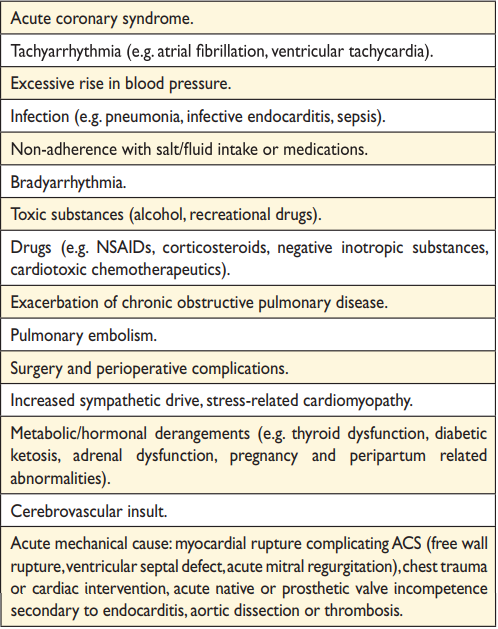 Acute coronary syndrome.
Tachyarrhythmia (e.g. atrial fibrillation, ventricular tachycardia).
Excessive rise in blood pressure.
Infection (e.g. pneumonia, infective endocarditis, sepsis).
Non-adherence with salt/fluid intake or medications.
Bradyarrhythmia.
Toxic substances (alcohol, recreational drugs).
Drugs (e.g. NSAIDs, corticosteroids, negative inotropic substances,
cardiotoxic chemotherapeutics).
Exacerbation of chronic obstructive pulmonary disease.
Pulmonary embolism.
Surgery and perioperative complications.
Increased sympathetic drive, stress-related cardiomyopathy.
Metabolic/hormonal derangements (e.g. thyroid dysfunction, diabetic
ketosis, adrenal dysfunction, pregnancy and peripartum related
abnormalities).
Cerebrovascular insult.
Acute mechanical cause: myocardial rupture complicating ACS (free wall
rupture, ventricular septal defect, acute mitral regurgitation), chest trauma
or cardiac intervention, acute native or prosthetic valve incompetence
secondary to endocarditis, aortic dissection or thrombosis.